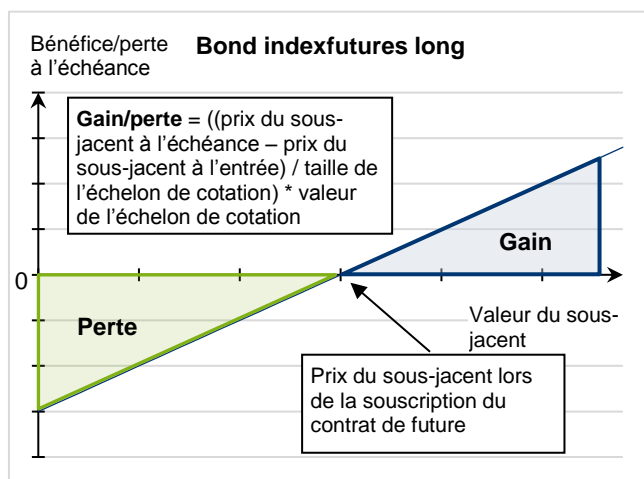 Bénéfice/perte
à l’échéance
Bond indexfutures long
Gain/perte = ((prix du sous-
jacent à l’échéance – prix du
sous-jacent à l’entrée) / taille de
l’échelon de cotation) * valeur
de l’échelon de cotation
Gain
0
Perte
Valeur du sous-
jacent
Prix du sous-jacent lors
de la souscription du
contrat de future